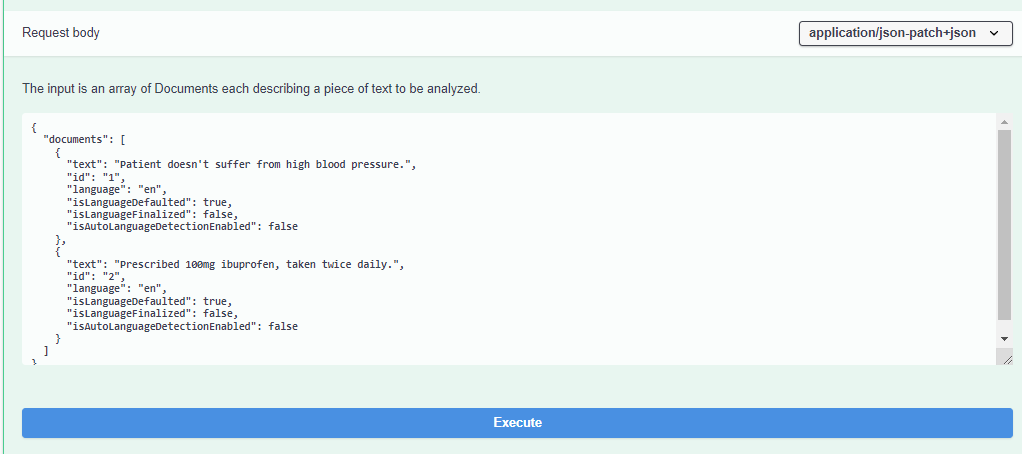 Request body
application/json-patch+json
The input is an array of Documents each describing a piece of text to be analyzed.
{
  "documents": [
    {
      "text": "Patient doesn't suffer from high blood pressure.",
      "id": "1",
      "language": "en",
      "isLanguageDefaulted": true,
      "isLanguageFinalized": false,
      "isAutoLanguageDetectionEnabled": false
    },
    {
      "text": "Prescribed 100mg ibuprofen, taken twice daily.",
      "id": "2",
      "language": "en",
      "isLanguageDefaulted": true,
      "isLanguageFinalized": false,
      "isAutoLanguageDetectionEnabled": false
    }
  ]
}
Execute